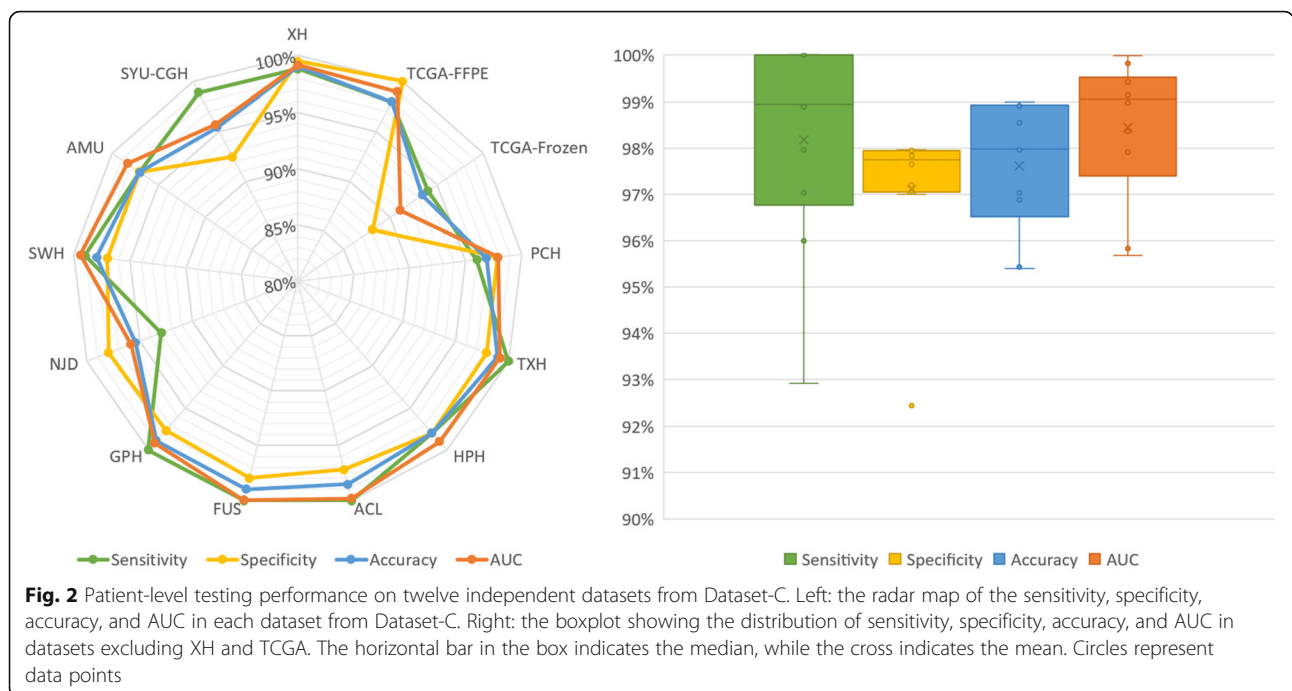 XH
TCGA-FFPE
TCGA-Frozen
PCH
TXH
HPH
ACL
FUS
GPH
NJD
SWH
AMU
SYU-CGH
100%
95%
90%
85%
80%
Sensitivity Specificity Accuracy AUC
100%
99%
98%
97%
96%
95%
94%
93%
92%
91%
90%
Sensitivity Specificity Accuracy AUC
Fig. 2 Patient-level testing performance on twelve independent datasets from Dataset-C. Left: the radar map of the sensitivity, specificity,
accuracy, and AUC in each dataset from Dataset-C. Right: the boxplot showing the distribution of sensitivity, specificity, accuracy, and AUC in
datasets excluding XH and TCGA. The horizontal bar in the box indicates the median, while the cross indicates the mean. Circles represent
data points